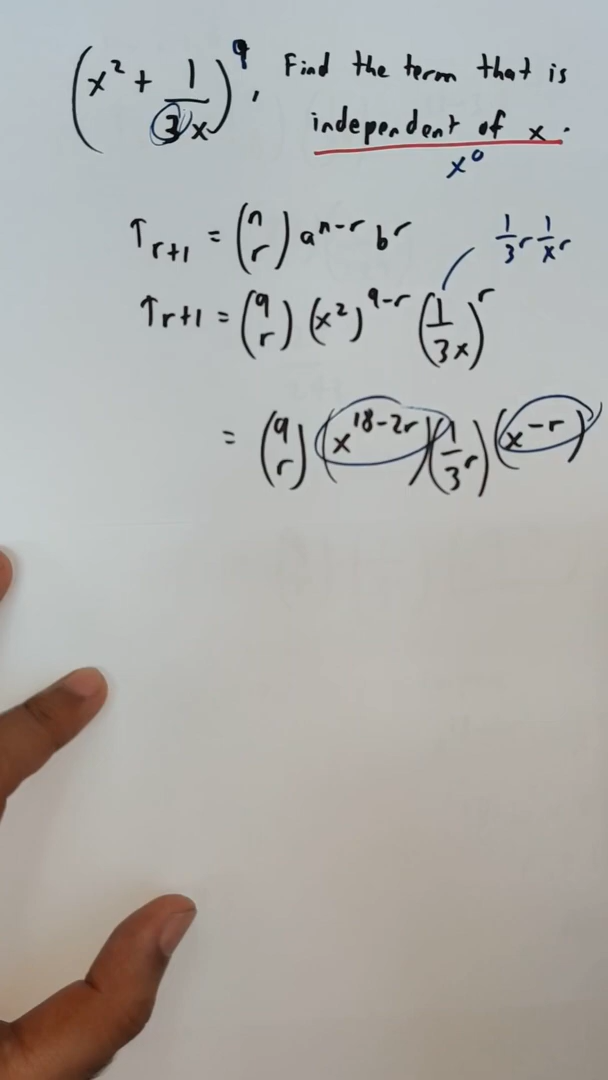 (x² + 1/3x)⁹, Find the term that is
independent of x.
x⁰
Tr+1 = (n r) aⁿ⁻ʳ bʳ
1/3ʳ 1/xʳ
Tr+1 = (9 r) (x²)⁹⁻ʳ (1/3x)ʳ
= (9 r) (x¹⁸⁻²ʳ) (1/3ʳ) (x⁻ʳ)